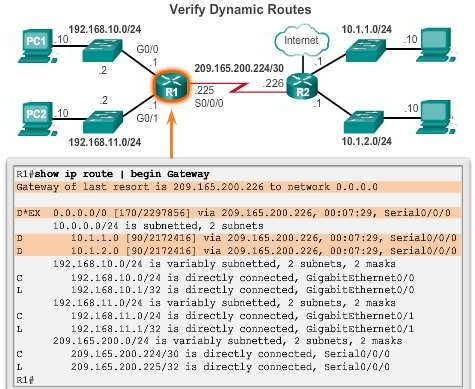 Verify Dynamic Routes
192.168.10.0/24
10.1.1.0/24
Internet
.10
PC1
G0/0
.2
.1
209.165.200.224/30
.1
.10
R1
.225
S0/0/0
.226
R2
.10
PC2
.2
.1
G0/1
.1
.10
192.168.11.0/24
10.1.2.0/24
R1#show ip route | begin Gateway
Gateway of last resort is 209.165.200.226 to network 0.0.0.0
D*EX 0.0.0.0/0 [170/2297856] via 209.165.200.226, 00:07:29, Serial0/0/0
10.0.0.0/24 is subnetted, 2 subnets
D 10.1.1.0 [90/2172416] via 209.165.200.226, 00:07:29, Serial0/0/0
D 10.1.2.0 [90/2172416] via 209.165.200.226, 00:07:29, Serial0/0/0
192.168.10.0/24 is variably subnetted, 2 subnets, 2 masks
C 192.168.10.0/24 is directly connected, GigabitEthernet0/0
L 192.168.10.1/32 is directly connected, GigabitEthernet0/0
192.168.11.0/24 is variably subnetted, 2 subnets, 2 masks
C 192.168.11.0/24 is directly connected, GigabitEthernet0/1
L 192.168.11.1/32 is directly connected, GigabitEthernet0/1
209.165.200.0/24 is variably subnetted, 2 subnets, 2 masks
C 209.165.200.224/30 is directly connected, Serial0/0/0
L 209.165.200.225/32 is directly connected, Serial0/0/0
R1#